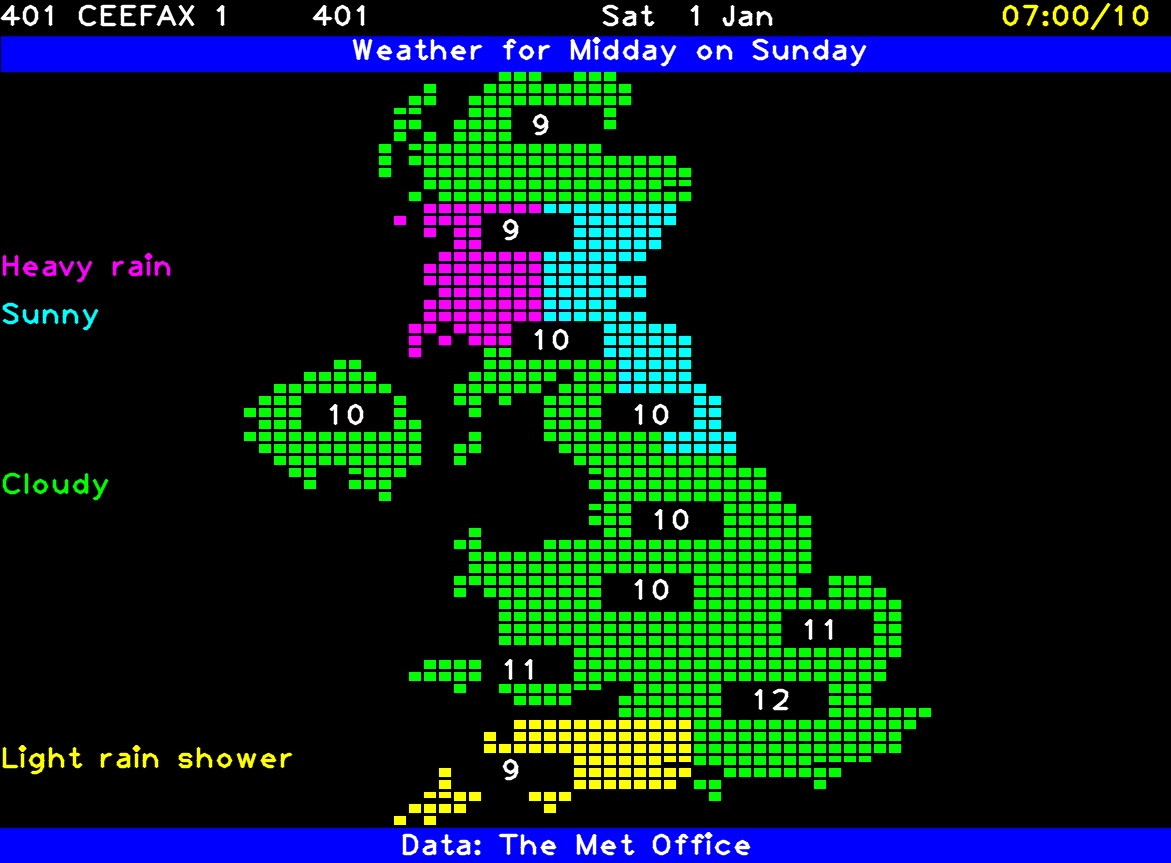 401 CEEFAX 1 401 Sat 1 Jan 07:00/10
Weather for Midday on Sunday
9
9
Heavy rain
Sunny
10
10 10
Cloudy
10
10
11
11
12
Light rain shower
9
Data: The Met Office